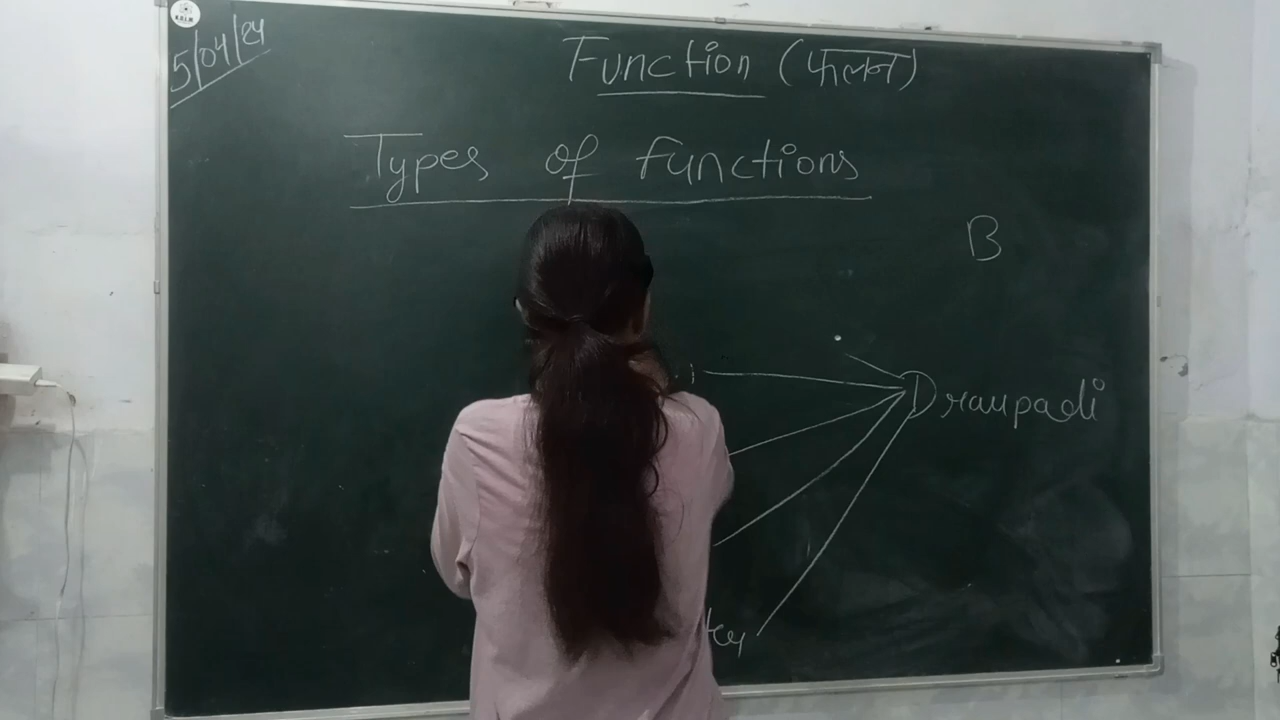 5/04/24
Function (फलन)
Types of functions
B
Draupadi